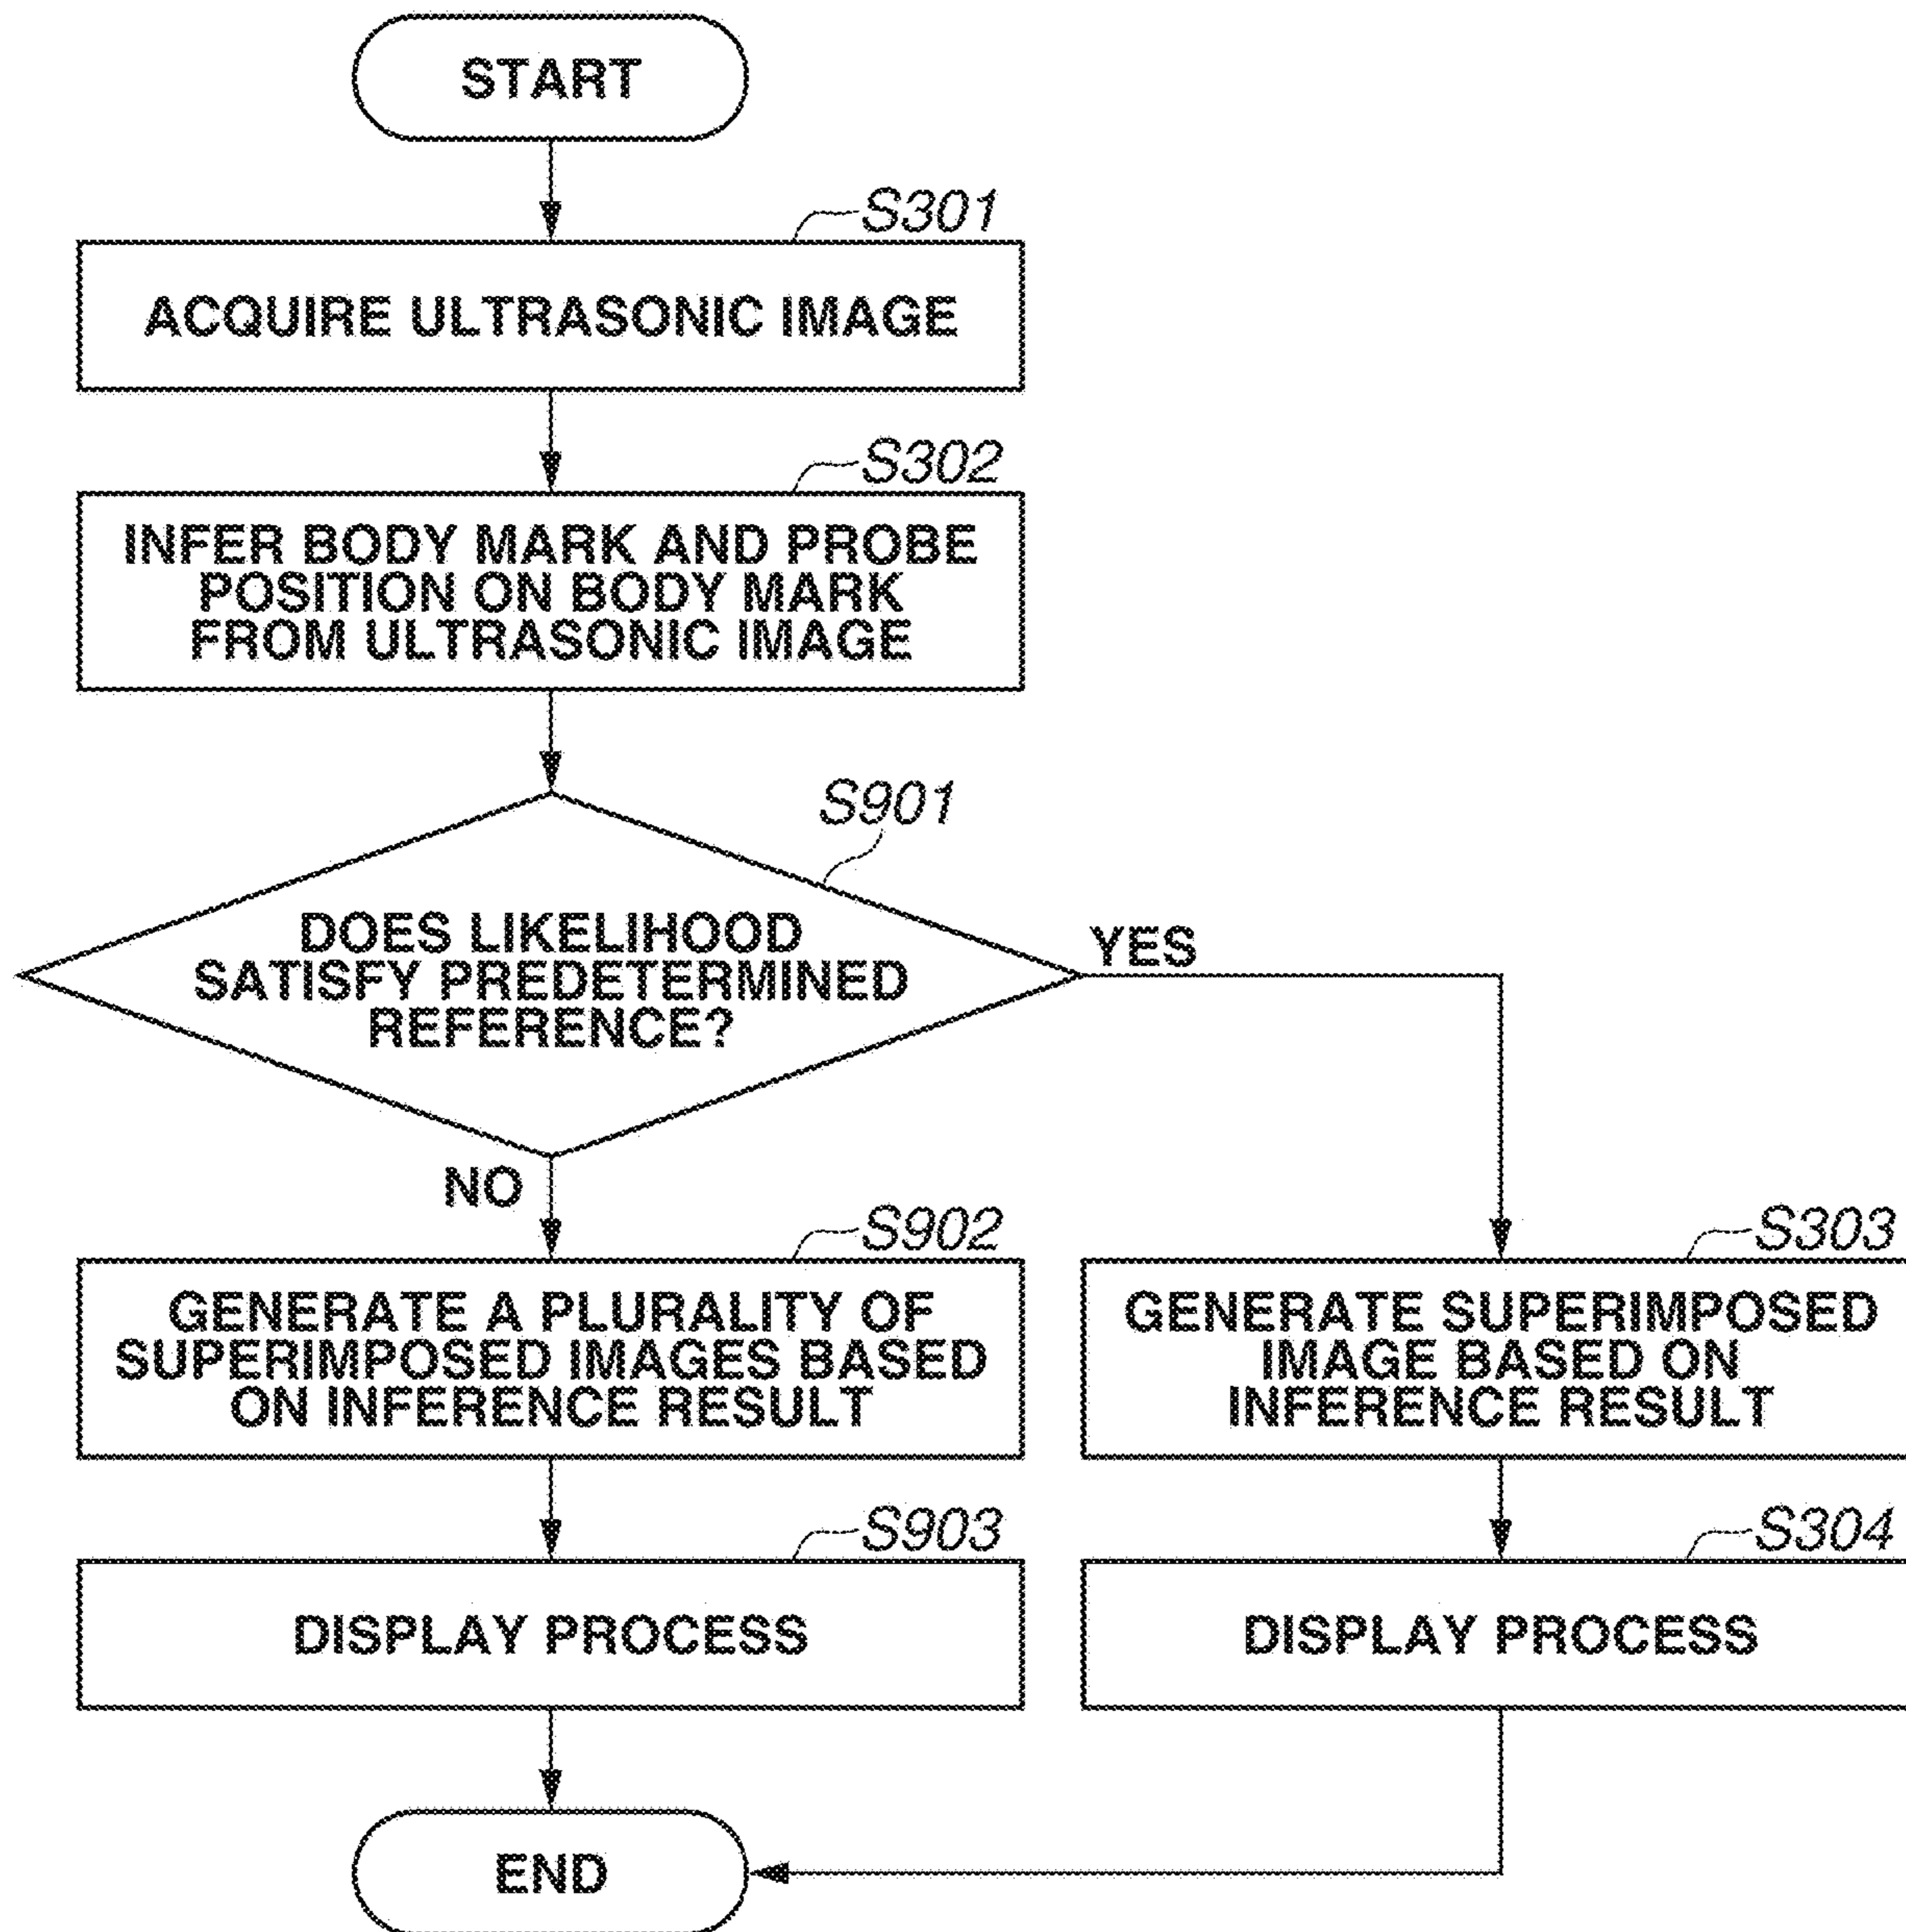 START
S301
ACQUIRE ULTRASONIC IMAGE
S302
INFER BODY MARK AND PROBE
POSITION ON BODY MARK
FROM ULTRASONIC IMAGE
S901
DOES LIKELIHOOD
SATISFY PREDETERMINED
REFERENCE?
YES
NO
S902
GENERATE A PLURALITY OF
SUPERIMPOSED IMAGES BASED
ON INFERENCE RESULT
S303
GENERATE SUPERIMPOSED
IMAGE BASED ON
INFERENCE RESULT
S903
DISPLAY PROCESS
S304
DISPLAY PROCESS
END